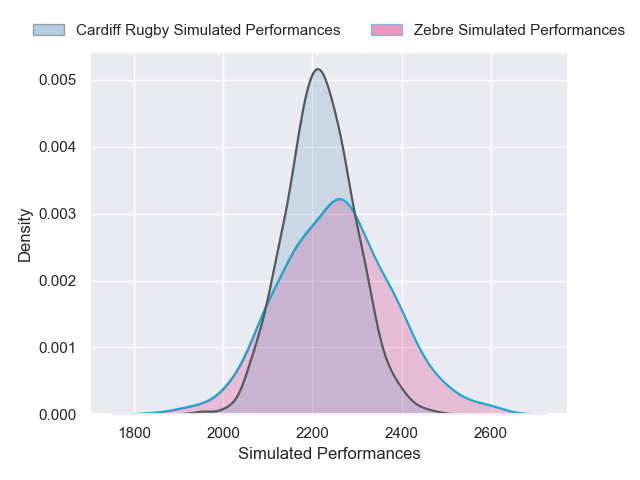 Cardiff Rugby Simulated Performances Zebre Simulated Performances
0.005
0.004
0.003
0.002
0.001
0.000
Density
1800 2000 2200 2400 2600
Simulated Performances